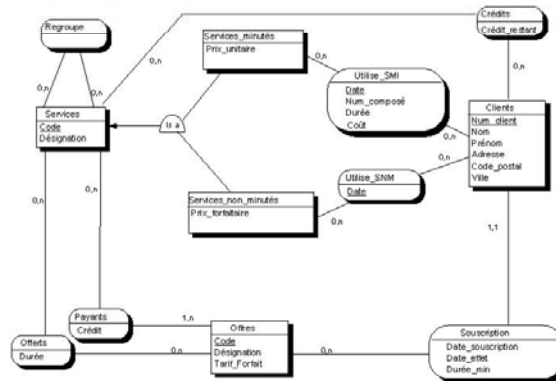 Regroupe
0,n
0,n
Services
Code
Désignation
Is a
Services_minutés
Prix_unitaire
0,n
0,n
Utilise_SMI
Date
Num_composé
Durée
Coût
0,n
Crédits
Crédit_restant
0,n
Clients
Num_client
Nom
Prénom
Adresse
Code_postal
Ville
Utilise_SNM
Date
0,n
0,n
Services_non_minutés
Prix_forfaitaire
0,n
0,n
1,1
Payants
Crédit
1,n
Offerts
Durée
0,n
Offres
Code
Désignation
Tarif_Forfait
0,n
Souscription
Date_souscription
Date_effet
Durée_min